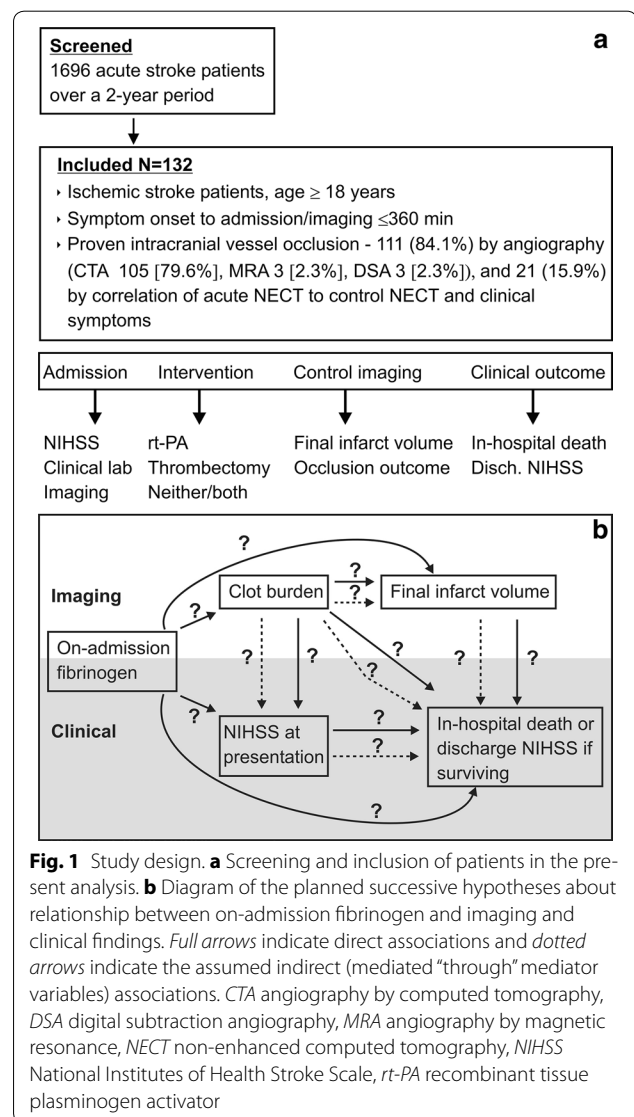 a
Screened
1696 acute stroke patients
over a 2-year period
Included N=132
‣ Ischemic stroke patients, age ≥ 18 years
‣ Symptom onset to admission/imaging ≤360 min
‣ Proven intracranial vessel occlusion - 111 (84.1%) by angiography
(CTA 105 [79.6%], MRA 3 [2.3%], DSA 3 [2.3%]), and 21 (15.9%)
by correlation of acute NECT to control NECT and clinical
symptoms
Admission Intervention Control imaging Clinical outcome
NIHSS rt-PA Final infarct volume In-hospital death
Clinical lab Thrombectomy Occlusion outcome Disch. NIHSS
Imaging Neither/both
b
?
?
Imaging Clot burden ? Final infarct volume
?
On-admission
fibrinogen
? ? ? ? ? ?
?
Clinical NIHSS at
presentation
?
?
In-hospital death or
discharge NIHSS if
surviving
?
Fig. 1 Study design. a Screening and inclusion of patients in the pre-
sent analysis. b Diagram of the planned successive hypotheses about
relationship between on-admission fibrinogen and imaging and
clinical findings. Full arrows indicate direct associations and dotted
arrows indicate the assumed indirect (mediated “through” mediator
variables) associations. CTA angiography by computed tomography,
DSA digital subtraction angiography, MRA angiography by magnetic
resonance, NECT non-enhanced computed tomography, NIHSS
National Institutes of Health Stroke Scale, rt-PA recombinant tissue
plasminogen activator